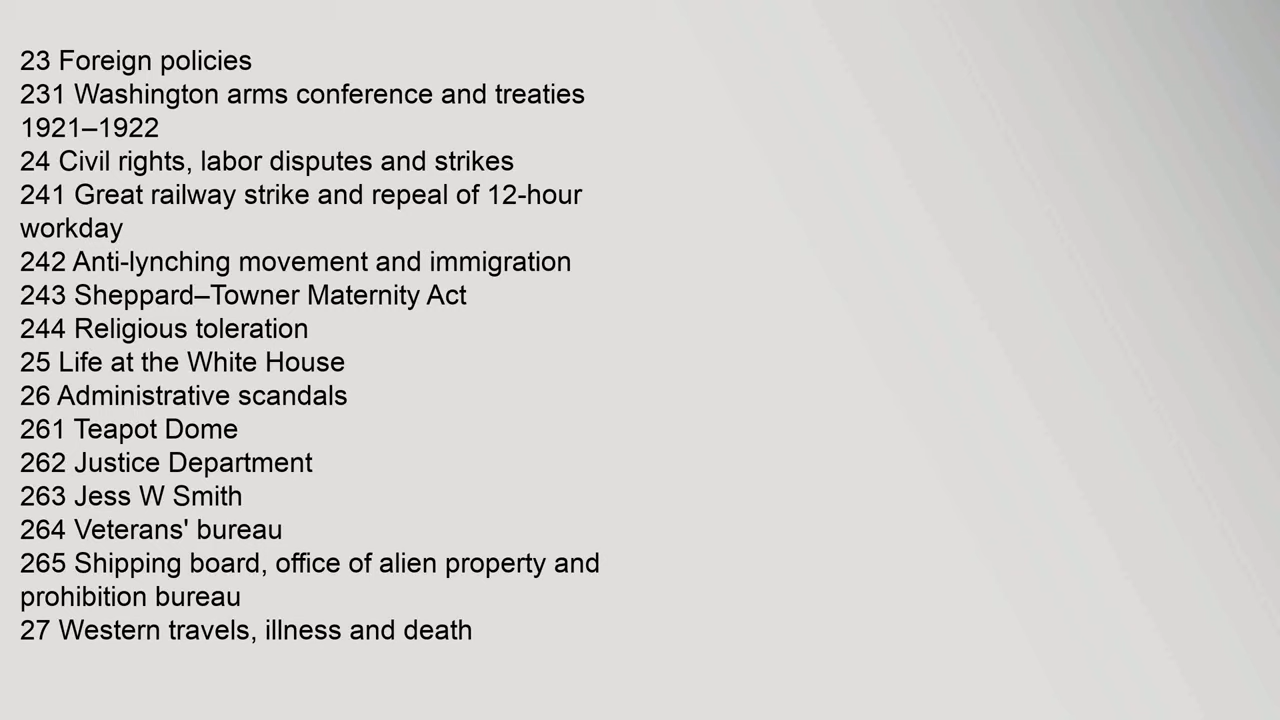 23 Foreign policies
231 Washington arms conference and treaties
1921–1922
24 Civil rights, labor disputes and strikes
241 Great railway strike and repeal of 12-hour
workday
242 Anti-lynching movement and immigration
243 Sheppard–Towner Maternity Act
244 Religious toleration
25 Life at the White House
26 Administrative scandals
261 Teapot Dome
262 Justice Department
263 Jess W Smith
264 Veterans' bureau
265 Shipping board, office of alien property and
prohibition bureau
27 Western travels, illness and death